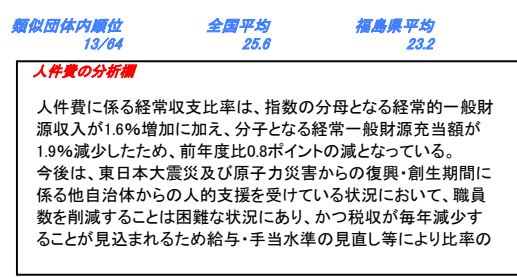 類似団体内順位 全国平均 福島県平均
13/64 25.6 23.2
人件費の分析欄
人件費に係る経常収支比率は、指数の分母となる経常的一般財
源収入が1.6%増加に加え、分子となる経常一般財源充当額が
1.9%減少したため、前年度比0.8ポイントの減となっている。
今後は、東日本大震災及び原子力災害からの復興・創生期間に
係る他自治体からの人的支援を受けている状況において、職員
数を削減することは困難な状況にあり、かつ税収が毎年減少す
ることが見込まれるため給与・手当水準の見直し等により比率の